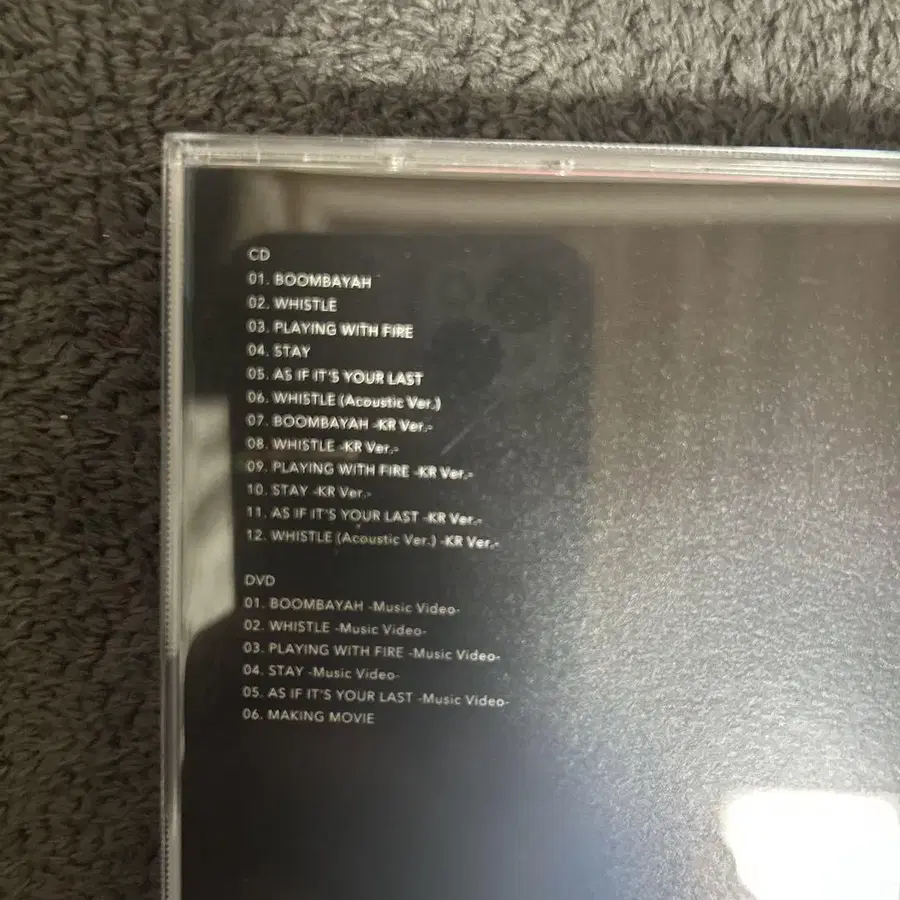 CD
01. BOOMBAYAH
02. WHISTLE
03. PLAYING WITH FIRE
04. STAY
05. AS IF IT'S YOUR LAST
06. WHISTLE (Acoustic Ver.)
07. BOOMBAYAH -KR Ver.-
08. WHISTLE -KR Ver.-
09. PLAYING WITH FIRE -KR Ver.-
10. STAY -KR Ver.-
11. AS IF IT'S YOUR LAST -KR Ver.-
12. WHISTLE (Acoustic Ver.) -KR Ver.-
DVD
01. BOOMBAYAH -Music Video-
02. WHISTLE -Music Video-
03. PLAYING WITH FIRE -Music Video-
04. STAY -Music Video-
05. AS IF IT'S YOUR LAST -Music Video-
06. MAKING MOVIE